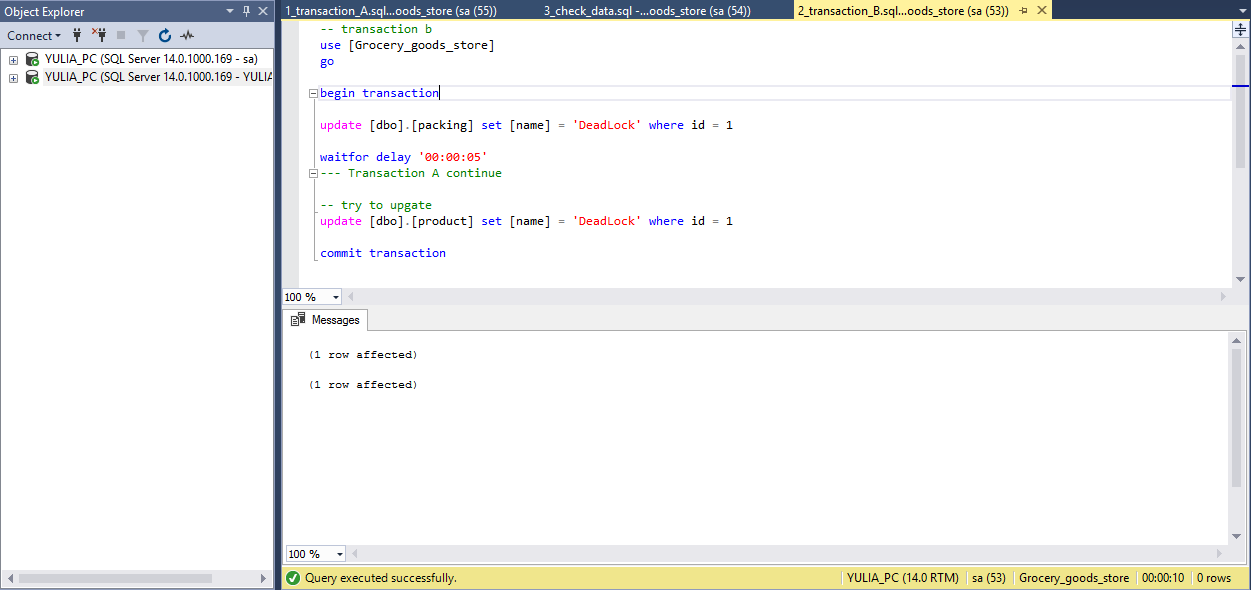 Object Explorer
Connect
YULIA_PC (SQL Server 14.0.1000.169 - sa)
YULIA_PC (SQL Server 14.0.1000.169 - YULIA
1_transaction_A.sql...oods_store (sa (55))
3_check_data.sql -...oods_store (sa (54))
2_transaction_B.sql...oods_store (sa (53))
-- transaction b
use [Grocery_goods_store]
go
begin transaction
update [dbo].[packing] set [name] = 'DeadLock' where id = 1
waitfor delay '00:00:05'
--- Transaction A continue
-- try to upgate
update [dbo].[product] set [name] = 'DeadLock' where id = 1
commit transaction
100 %
Messages
(1 row affected)
(1 row affected)
100 %
Query executed successfully.
YULIA_PC (14.0 RTM)
sa (53)
Grocery_goods_store
00:00:10
0 rows